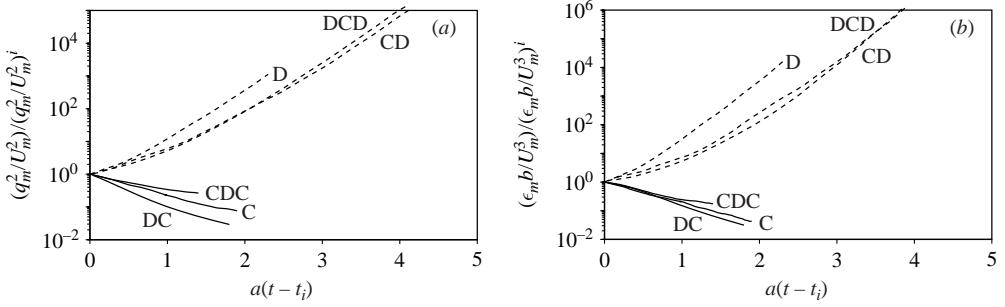 (q_m^2/U_m^2)/(q_m^2/U_m^2)^i
10^4
10^2
10^0
10^–2
0
1
2
3
4
5
a(t – t_i)
(a)
DCD
CD
D
CDC
C
DC
(ϵ_m b/U_m^3)/(ϵ_m b/U_m^3)^i
10^6
10^4
10^2
10^0
10^–2
0
1
2
3
4
5
a(t – t_i)
(b)
DCD
CD
D
CDC
C
DC